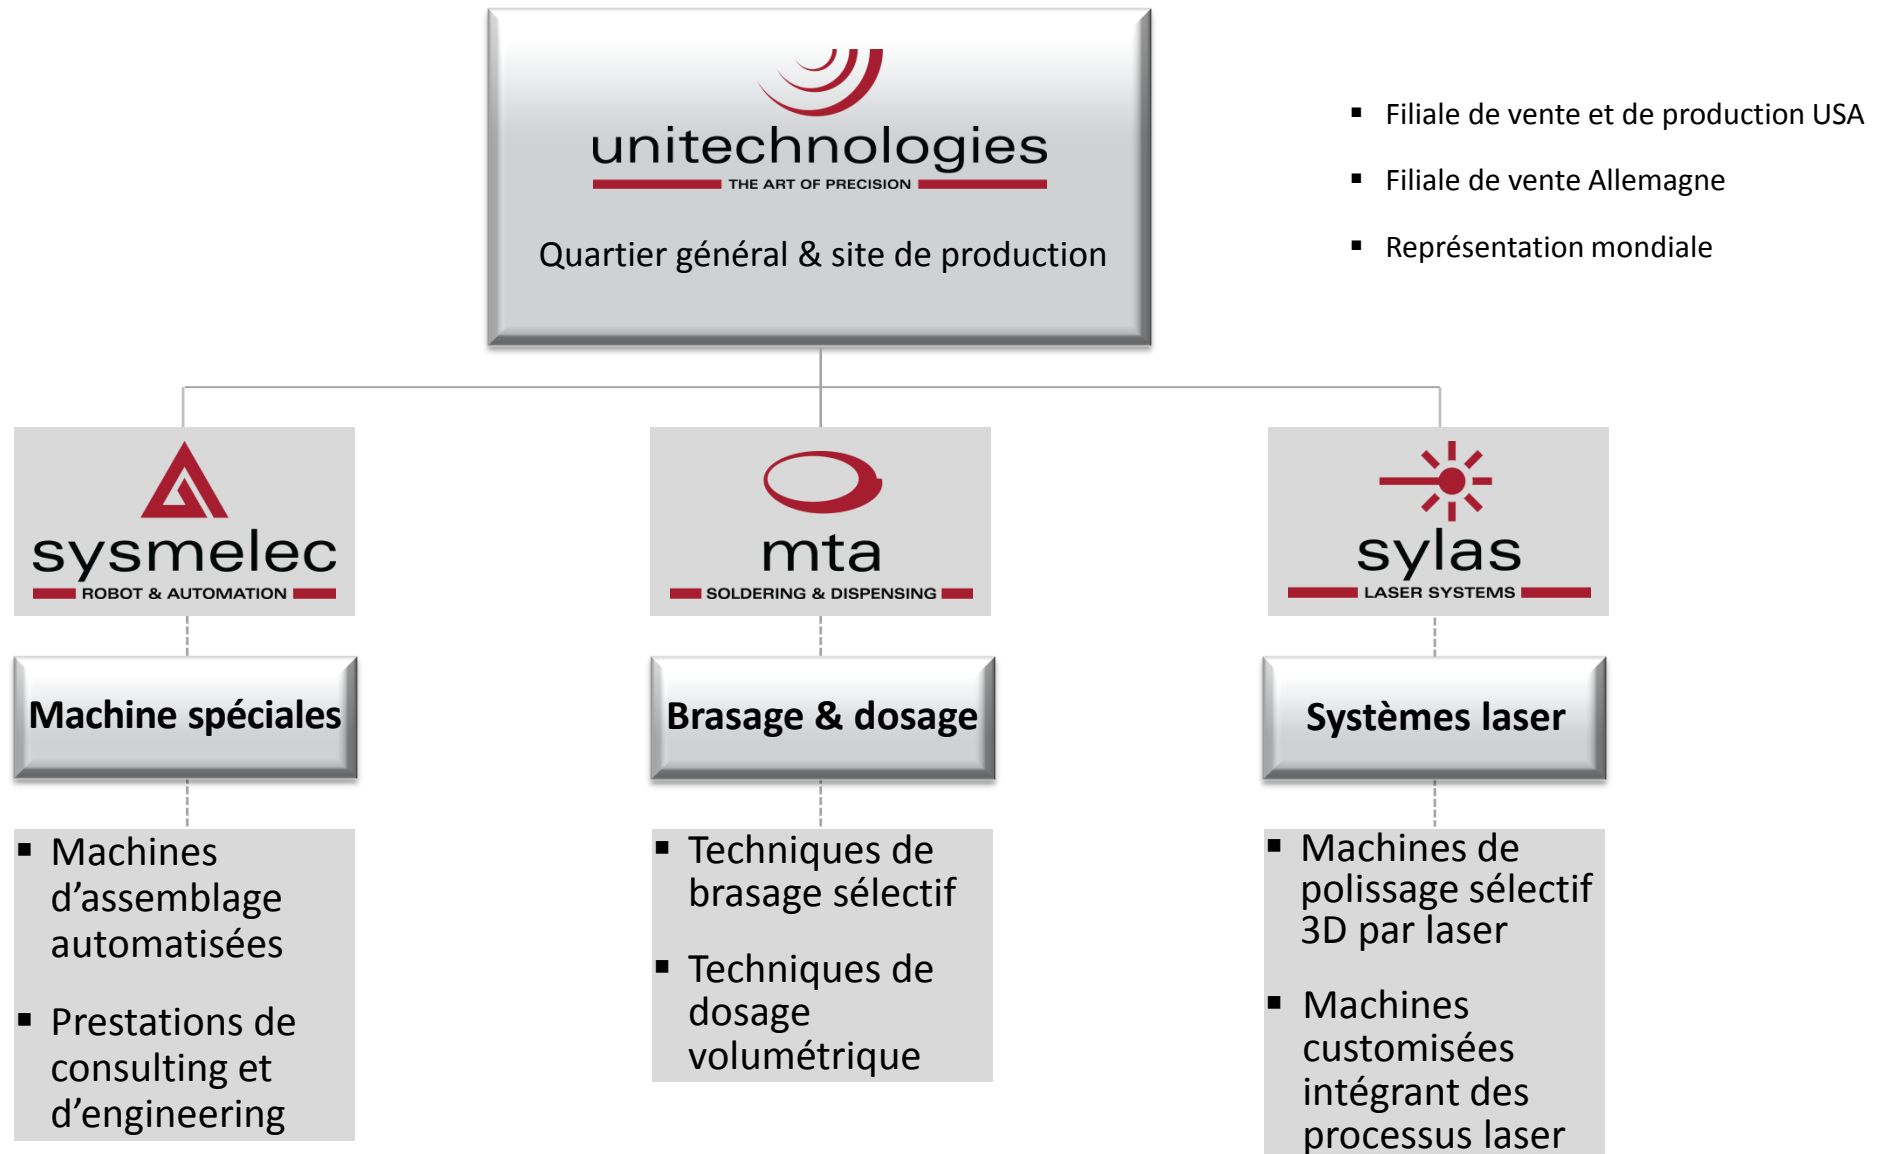 unitechnologies
THE ART OF PRECISION
Quartier général & site de production
▪ Filiale de vente et de production USA
▪ Filiale de vente Allemagne
▪ Représentation mondiale
sysmelec
ROBOT & AUTOMATION
Machine spéciales
▪ Machines
d’assemblage
automatisées
▪ Prestations de
consulting et
d’engineering
mta
SOLDERING & DISPENSING
Brasage & dosage
▪ Techniques de
brasage sélectif
▪ Techniques de
dosage
volumétrique
sylas
LASER SYSTEMS
Systèmes laser
▪ Machines de
polissage sélectif
3D par laser
▪ Machines
customisées
intégrant des
processus laser